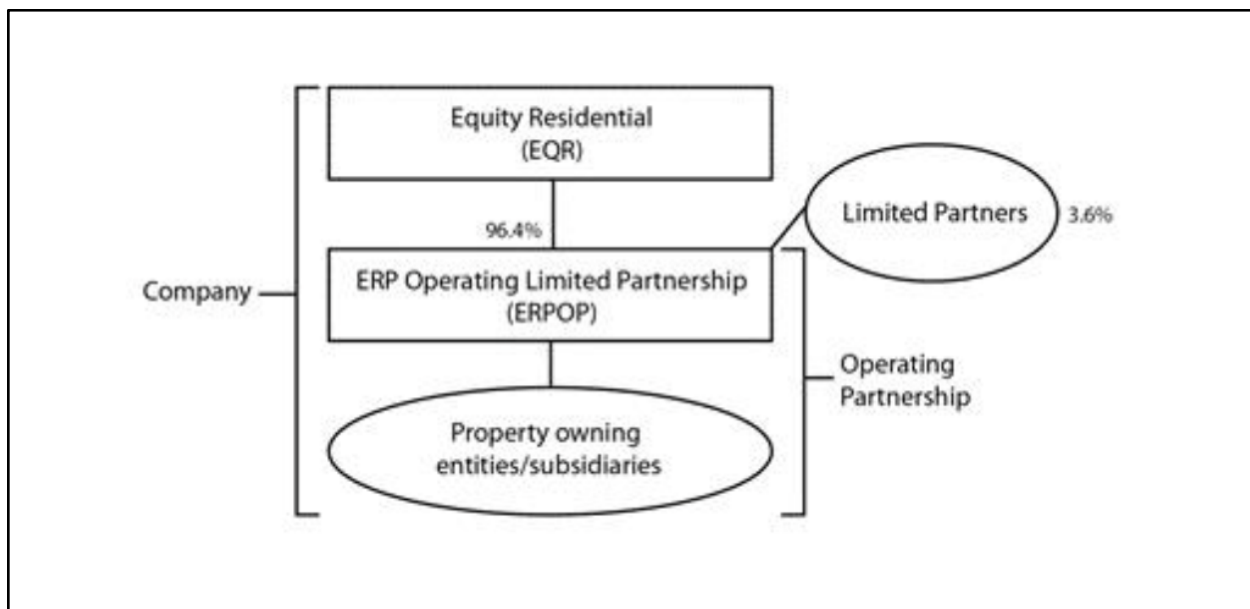 Equity Residential
(EQR)
Limited Partners
3.6%
96.4%
ERP Operating Limited Partnership
(ERPOP)
Company
Operating
Partnership
Property owning
entities/subsidiaries